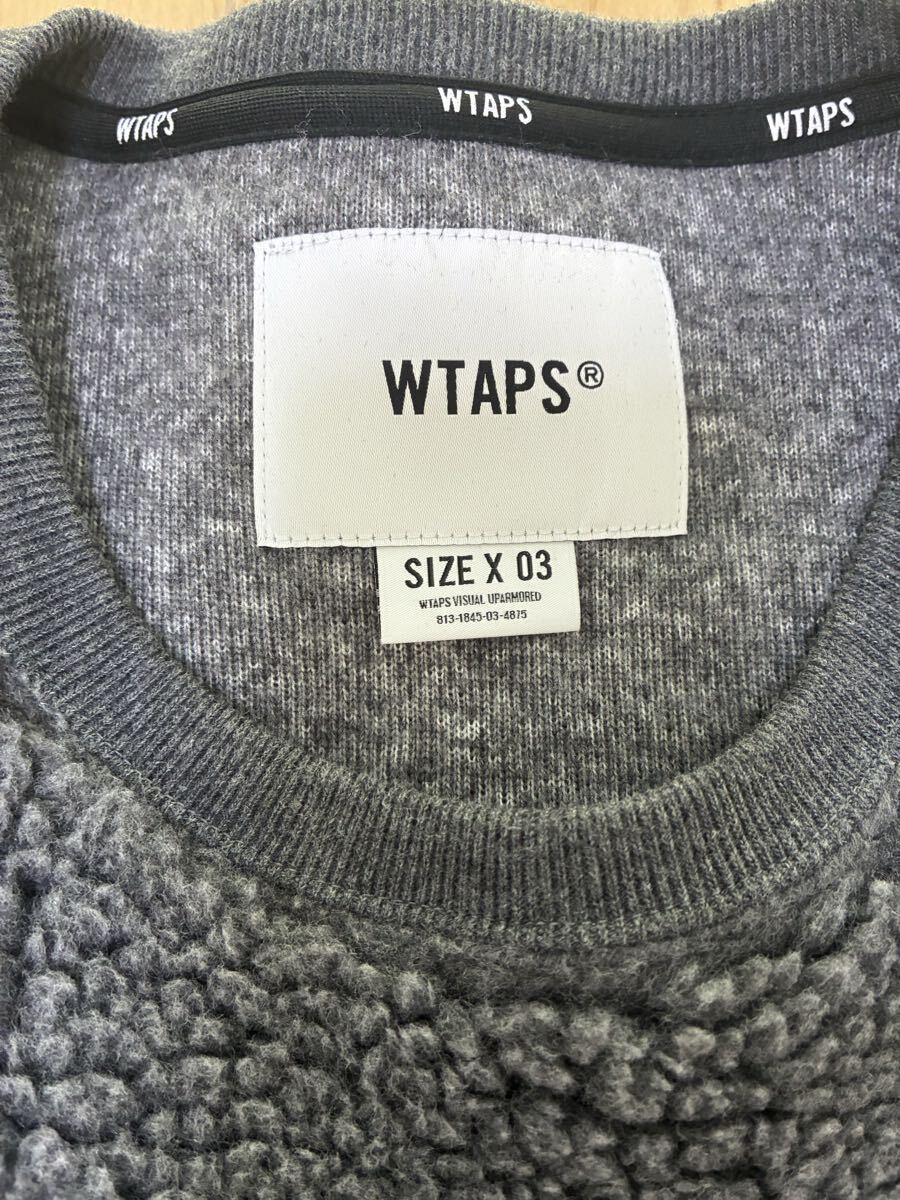 WTAPS
WTAPS
WTAPS
WTAPS®
SIZE X 03
WTAPS VISUAL UPARMORED
813-1845-03-4875